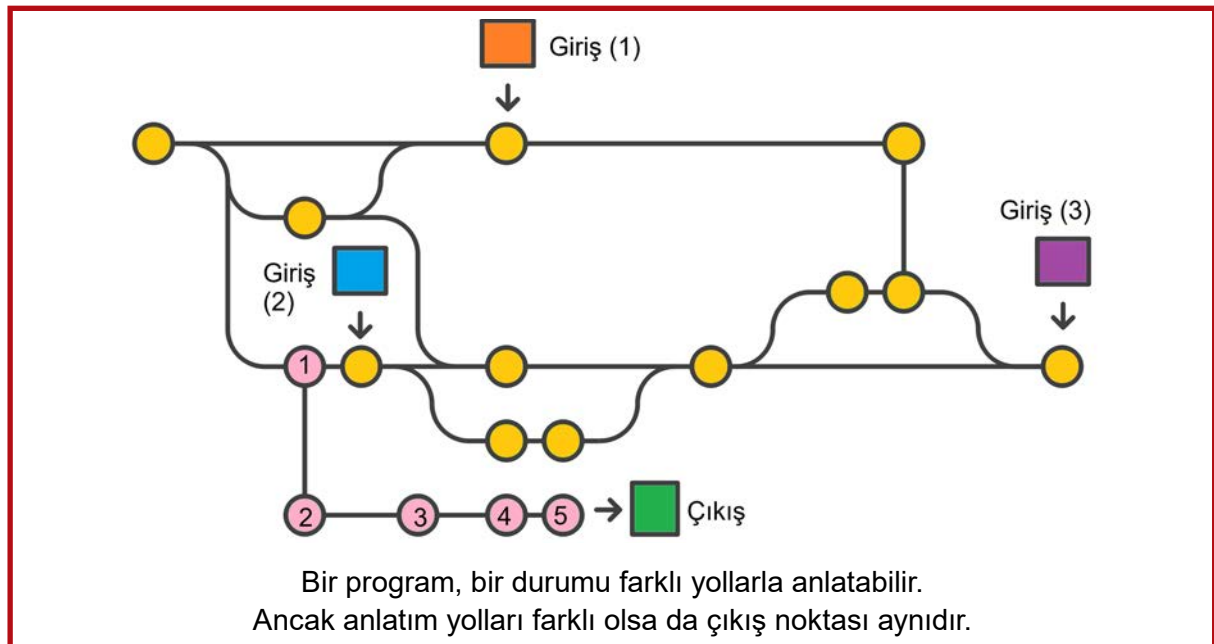 Giriş (1)
Giriş (3)
Giriş
(2)
1
2
3
4
5
Çıkış
Bir program, bir durumu farklı yollarla anlatabilir.
Ancak anlatım yolları farklı olsa da çıkış noktası aynıdır.